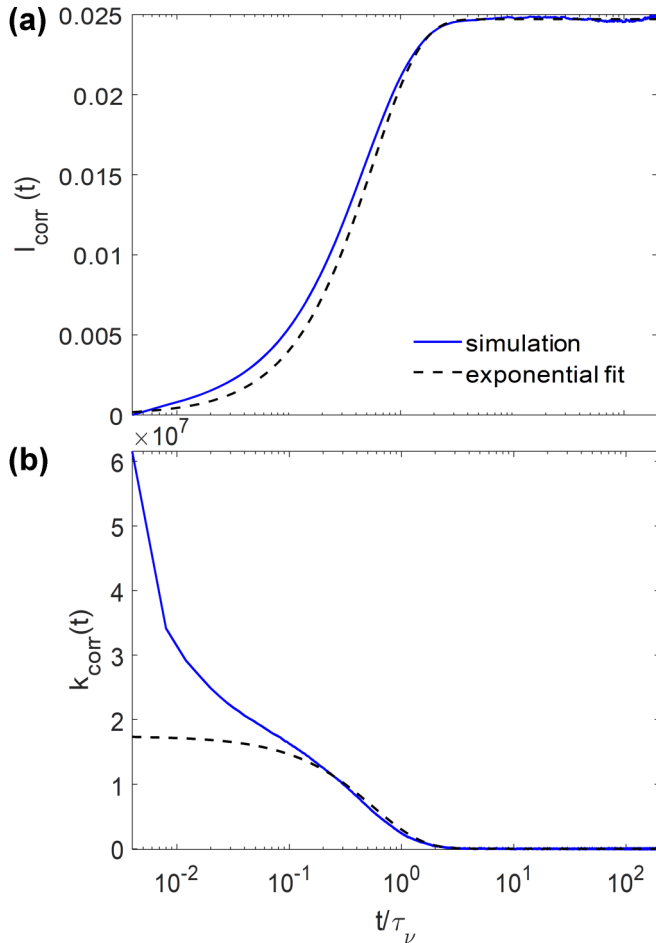 (a)
0.025
0.02
0.015
0.01
0.005
0
I_corr (t)
simulation
exponential fit
×10^7
(b)
6
5
4
3
2
1
0
k_corr(t)
10^-2
10^-1
10^0
10^1
10^2
t/τ_ν